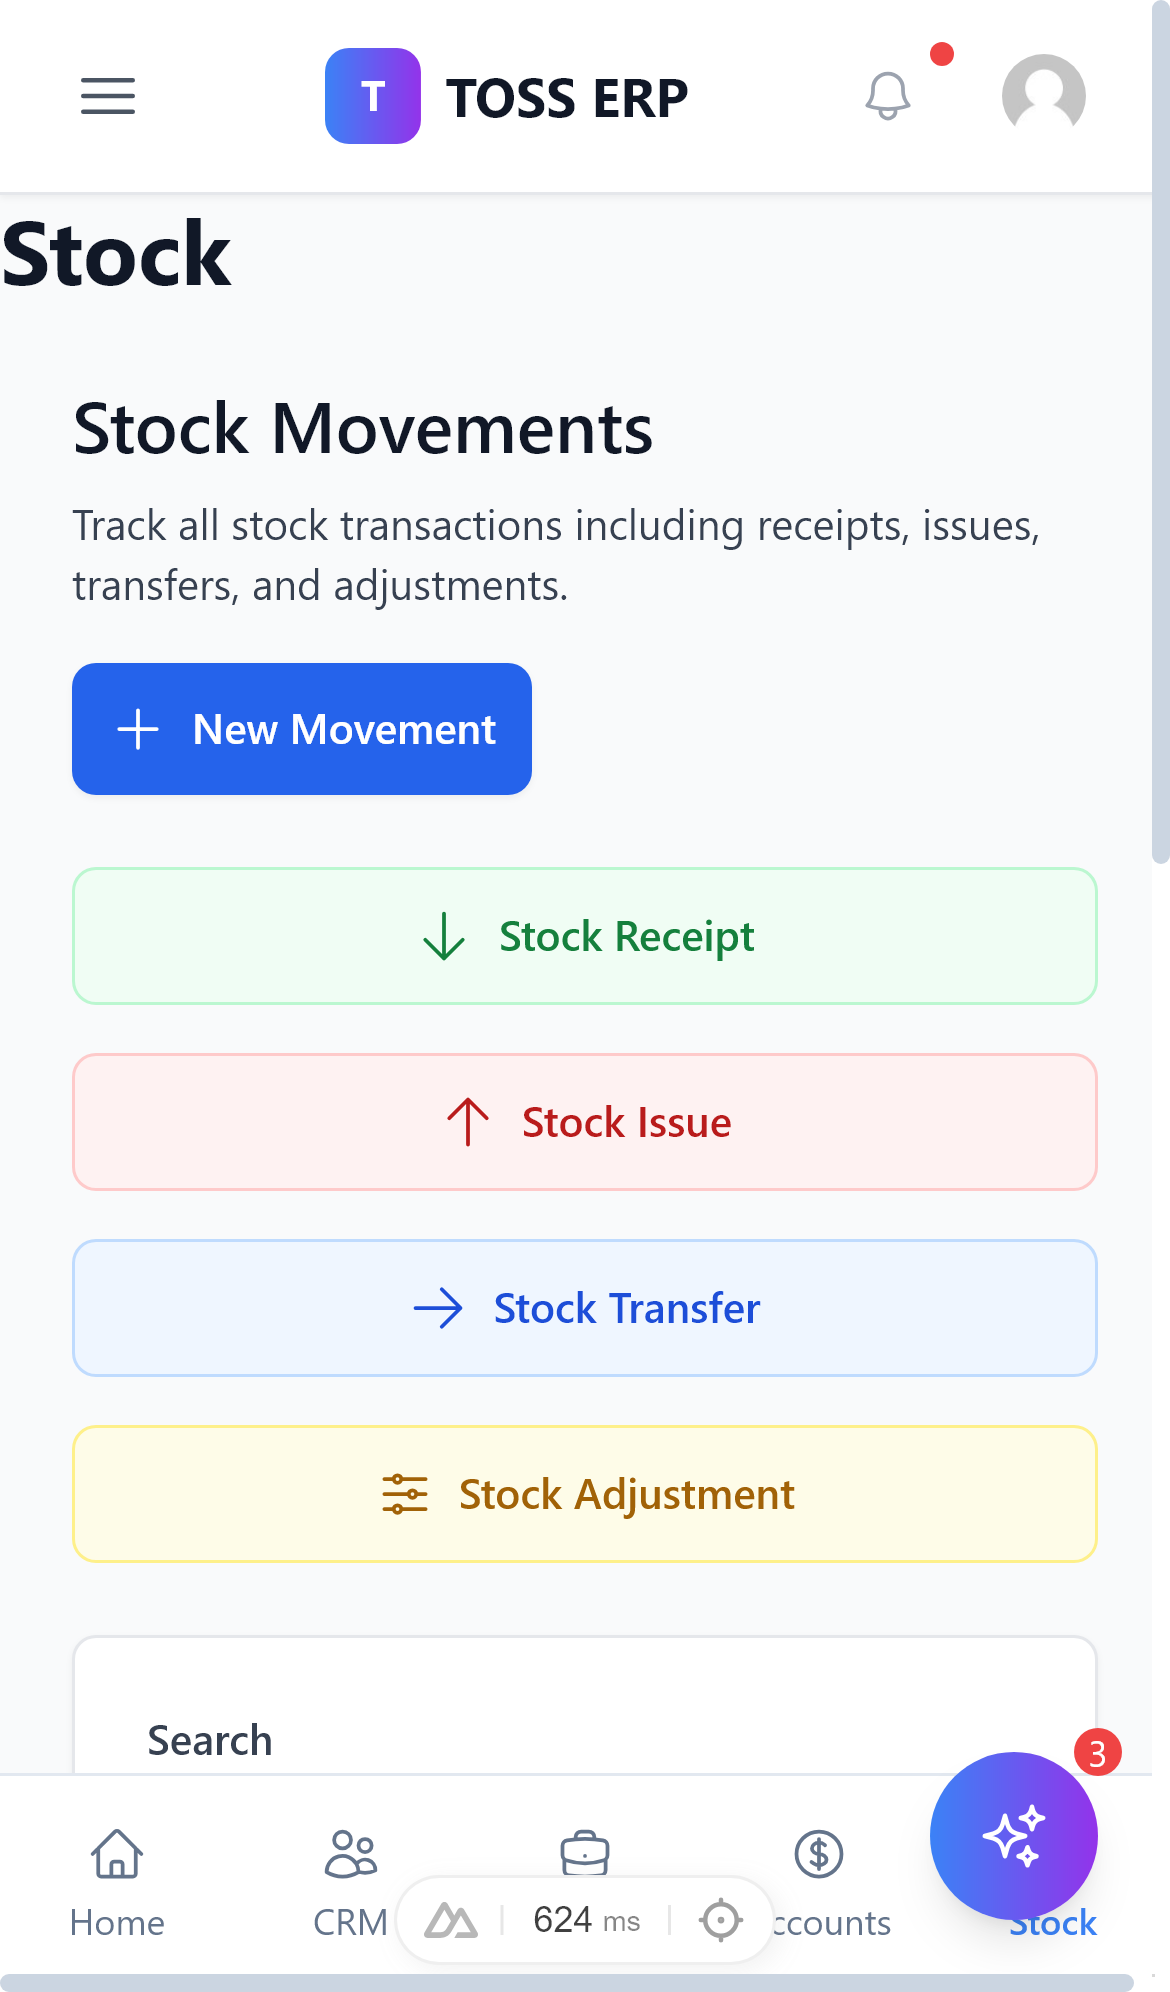 T TOSS ERP
Stock
Stock Movements
Track all stock transactions including receipts, issues,
transfers, and adjustments.
New Movement
Stock Receipt
Stock Issue
Stock Transfer
Stock Adjustment
Search
3
Home CRM ccounts Stock
624 ms